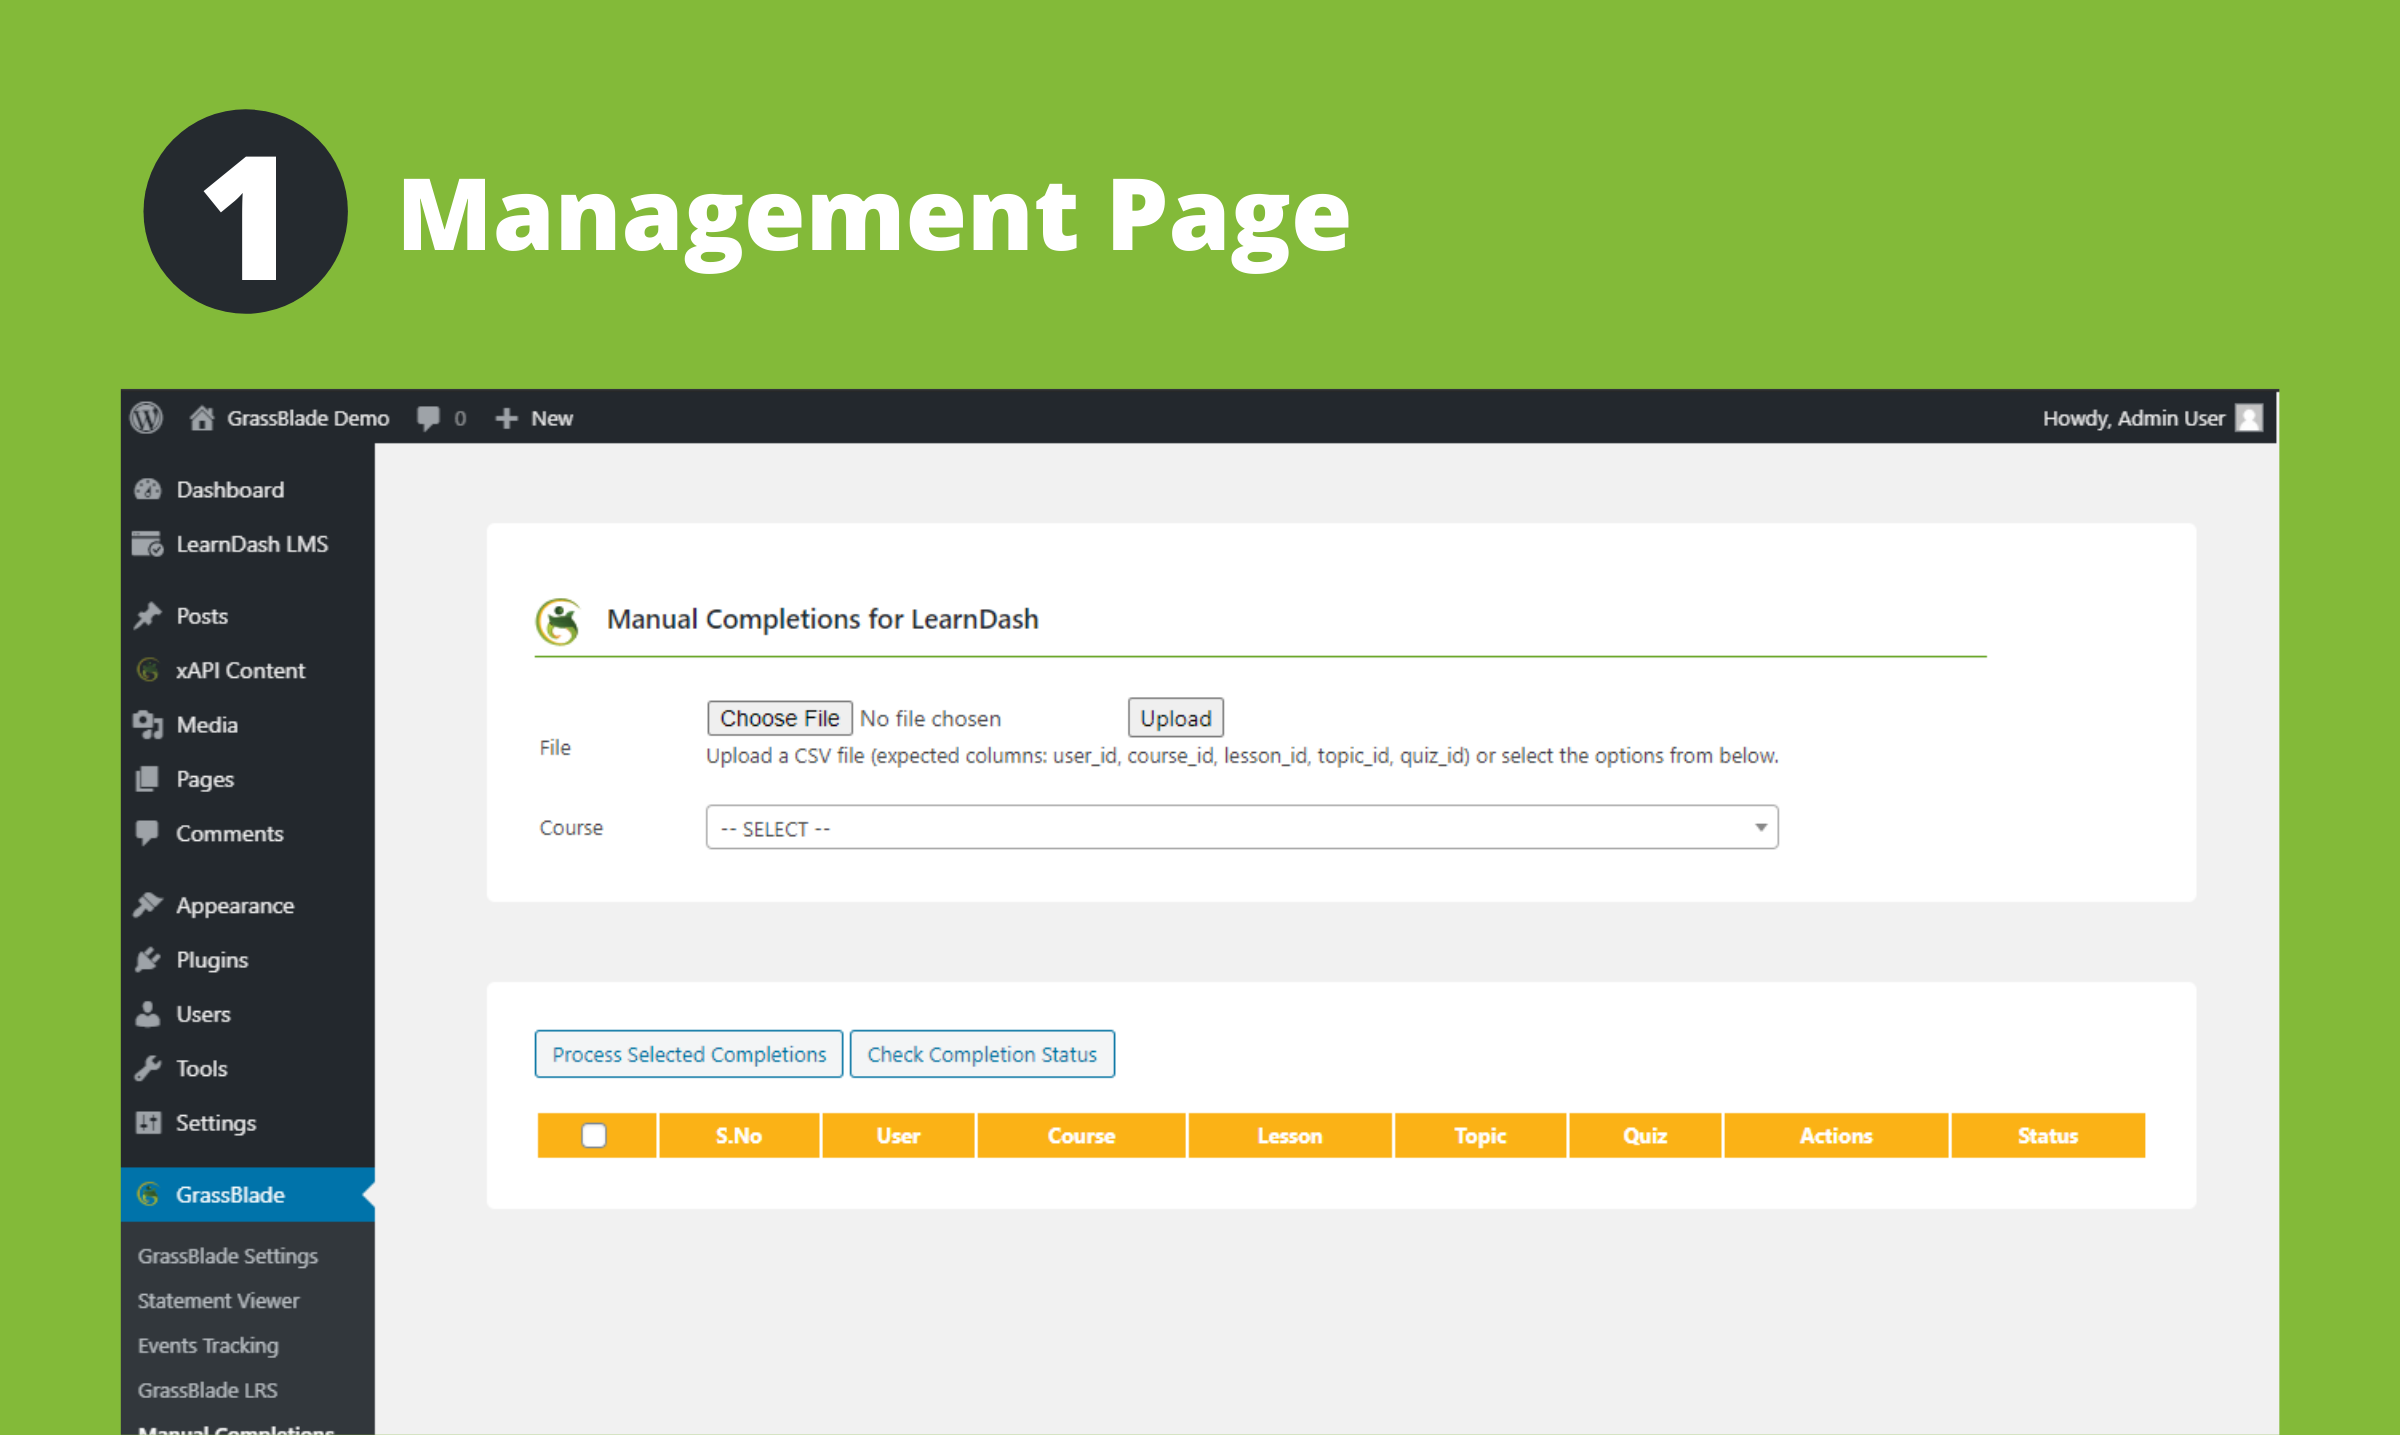 1 Management Page
GrassBlade Demo 0 New Howdy, Admin User
Dashboard
LearnDash LMS
Posts
xAPI Content
Media
Pages
Comments
Appearance
Plugins
Users
Tools
Settings
GrassBlade
GrassBlade Settings
Statement Viewer
Events Tracking
GrassBlade LRS
Manual Completions
Manual Completions for LearnDash
File
Choose File No file chosen Upload
Upload a CSV file (expected columns: user_id, course_id, lesson_id, topic_id, quiz_id) or select the options from below.
Course -- SELECT --
Process Selected Completions Check Completion Status
S.No User Course Lesson Topic Quiz Actions Status